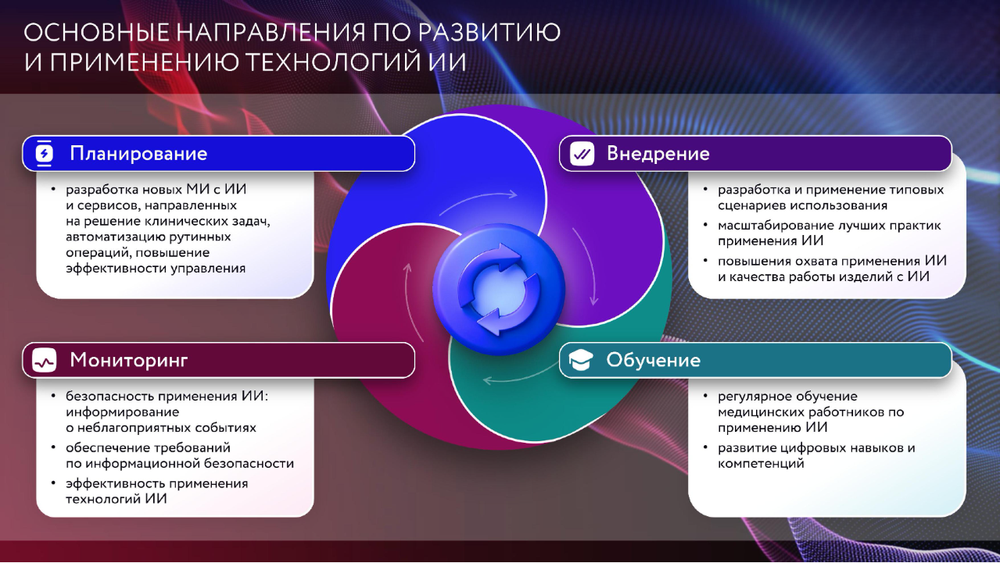 ОСНОВНЫЕ НАПРАВЛЕНИЯ ПО РАЗВИТИЮ
И ПРИМЕНЕНИЮ ТЕХНОЛОГИЙ ИИ
Планирование
• разработка новых МИ с ИИ
и сервисов, направленных
на решение клинических задач,
автоматизацию рутинных
операций, повышение
эффективности управления
Внедрение
• разработка и применение типовых
сценариев использования
• масштабирование лучших практик
применения ИИ
• повышения охвата применения ИИ
и качества работы изделий с ИИ
Мониторинг
• безопасность применения ИИ:
информирование
о неблагоприятных событиях
• обеспечение требований
по информационной безопасности
• эффективность применения
технологий ИИ
Обучение
• регулярное обучение
медицинских работников по
применению ИИ
• развитие цифровых навыков и
компетенций